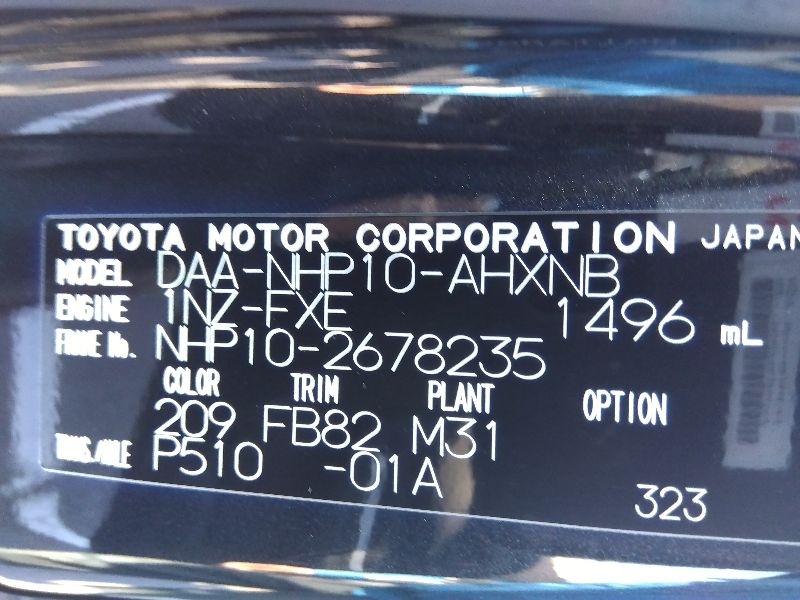 TOYOTA MOTOR CORPORATION JAPAN
MODEL DAA-NHP10-AHXNB
ENGINE 1NZ-FXE 1496 mL
FRAME No. NHP10-2678235
COLOR TRIM PLANT OPTION
209 FB82 M31
TRANS./AXLE P510 -01A
323